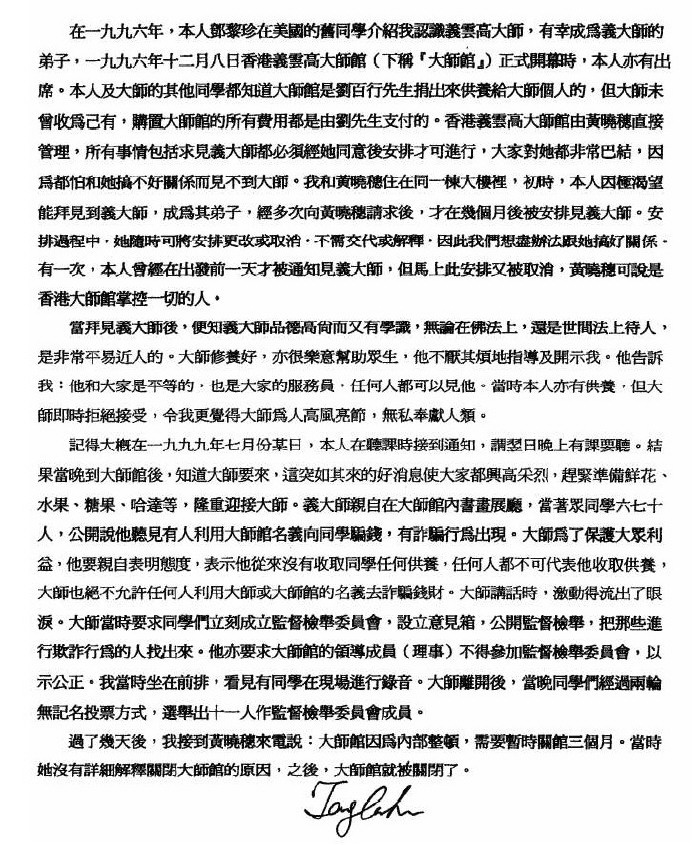 在一九九六年，本人鄧黎珍在美國的舊同學介紹我認識義雲高大師，有幸成爲義大師的
弟子，一九九六年十二月八日香港義雲高大師館（下稱『大師館』）正式開幕時，本人亦有出
席。本人及大師的其他同學都知道大師館是劉百行先生捐出來供養給大師個人的，但大師未
曾收爲己有，購置大師館的所有費用都是由劉先生支付的。香港義雲高大師館由黃曉穗直接
管理，所有事情包括求見義大師都必須經她同意後安排才可進行，大家對她都非常巴結，因
爲都怕和她搞不好關係而見不到大師。我和黃曉穗住在同一棟大樓裡，初時，本人因極渴望
能拜見到義大師，成爲其弟子，經多次向黃曉穗請求後，才在幾個月後被安排見義大師。安
排過程中，她隨時可將安排更改或取消，不需交代或解釋，因此我們想盡辦法跟她搞好關係。
有一次，本人曾經在出發前一天才被通知見義大師，但馬上此安排又被取消，黃曉穗可說是
香港大師館掌控一切的人。
當拜見義大師後，便知義大師品德高尙而又有學識，無論在佛法上，還是世間法上待人，
是非常平易近人的。大師修養好，亦很樂意幫助眾生，他不厭其煩地指導及開示我。他告訴
我：他和大家是平等的，也是大家的服務員，任何人都可以見他。當時本人亦有供養，但大
師即時拒絕接受，令我更覺得大師爲人高風亮節，無私奉獻人類。
記得大槪在一九九九年七月份某日，本人在聽課時接到通知，謂翌日晚上有課要聽。結
果當晚到大師館後，知道大師要來，這突如其來的好消息使大家都興高采烈，趕緊準備鮮花、
水果、糖果、哈達等，隆重迎接大師。義大師親自在大師館內書畫展廳，當著眾同學六七十
人，公開說他聽見有人利用大師館名義向同學騙錢，有詐騙行爲出現。大師爲了保護大眾利
益，他要親自表明態度，表示他從來沒有收取同學任何供養，任何人都不可代表他收取供養，
大師也絕不允許任何人利用大師或大師館的名義去詐騙錢財。大師講話時，激動得流出了眼
淚。大師當時要求同學們立刻成立監督檢舉委員會，設立意見箱，公開監督檢舉，把那些進
行欺詐行爲的人找出來。他亦要求大師館的領導成員（理事）不得參加監督檢舉委員會，以
示公正。我當時坐在前排，看見有同學在現場進行錄音。大師離開後，當晚同學們經過兩輪
無記名投票方式，選舉出十一人作監督檢舉委員會成員。
過了幾天後，我接到黃曉穗來電說：大師館因爲內部整頓，需要暫時關館三個月。當時
她沒有詳細解釋關閉大師館的原因，之後，大師館就被關閉了。